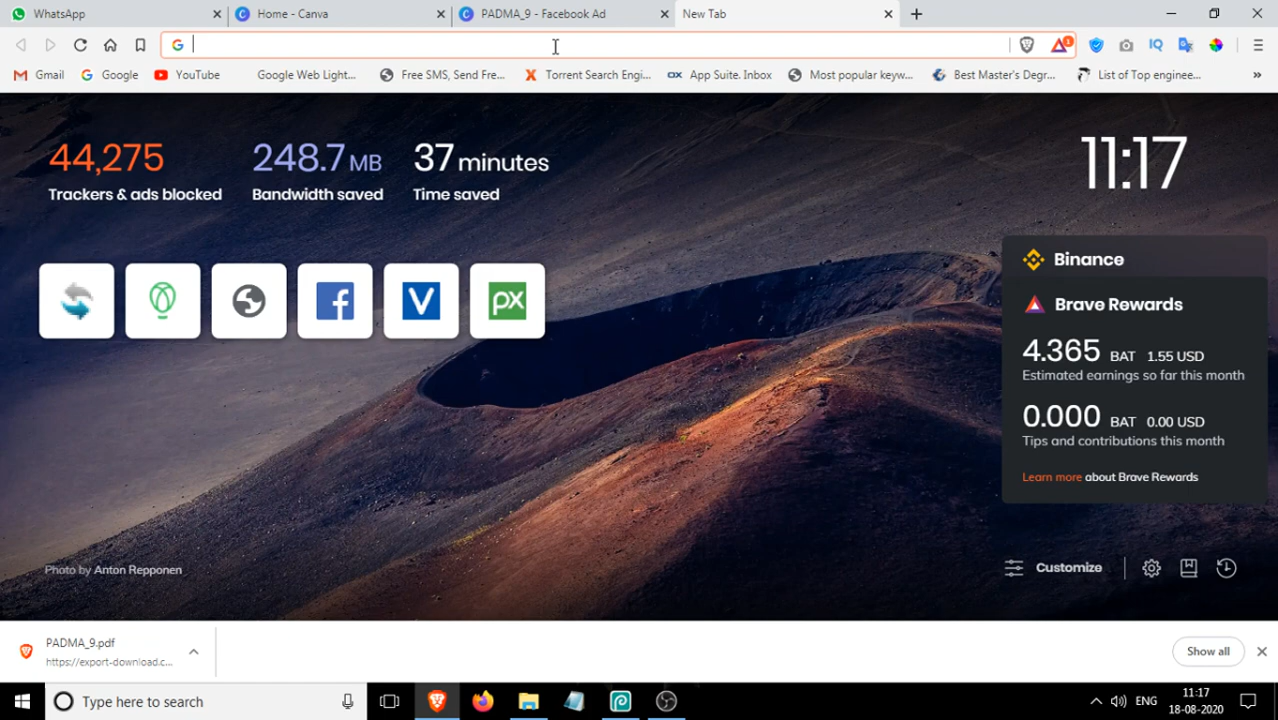 WhatsApp
Home - Canva
PADMA_9 - Facebook Ad
New Tab
Gmail
Google
YouTube
Google Web Light...
Free SMS, Send Fre...
Torrent Search Engi...
App Suite. Inbox
Most popular keyw...
Best Master's Degr...
List of Top enginee...
44,275
Trackers & ads blocked
248.7 MB
Bandwidth saved
37 minutes
Time saved
11:17
Binance
Brave Rewards
4.365 BAT 1.55 USD
Estimated earnings so far this month
0.000 BAT 0.00 USD
Tips and contributions this month
Learn more about Brave Rewards
Photo by Anton Repponen
Customize
PADMA_9.pdf
https://export-download.c...
Show all
Type here to search
ENG
11:17
18-08-2020